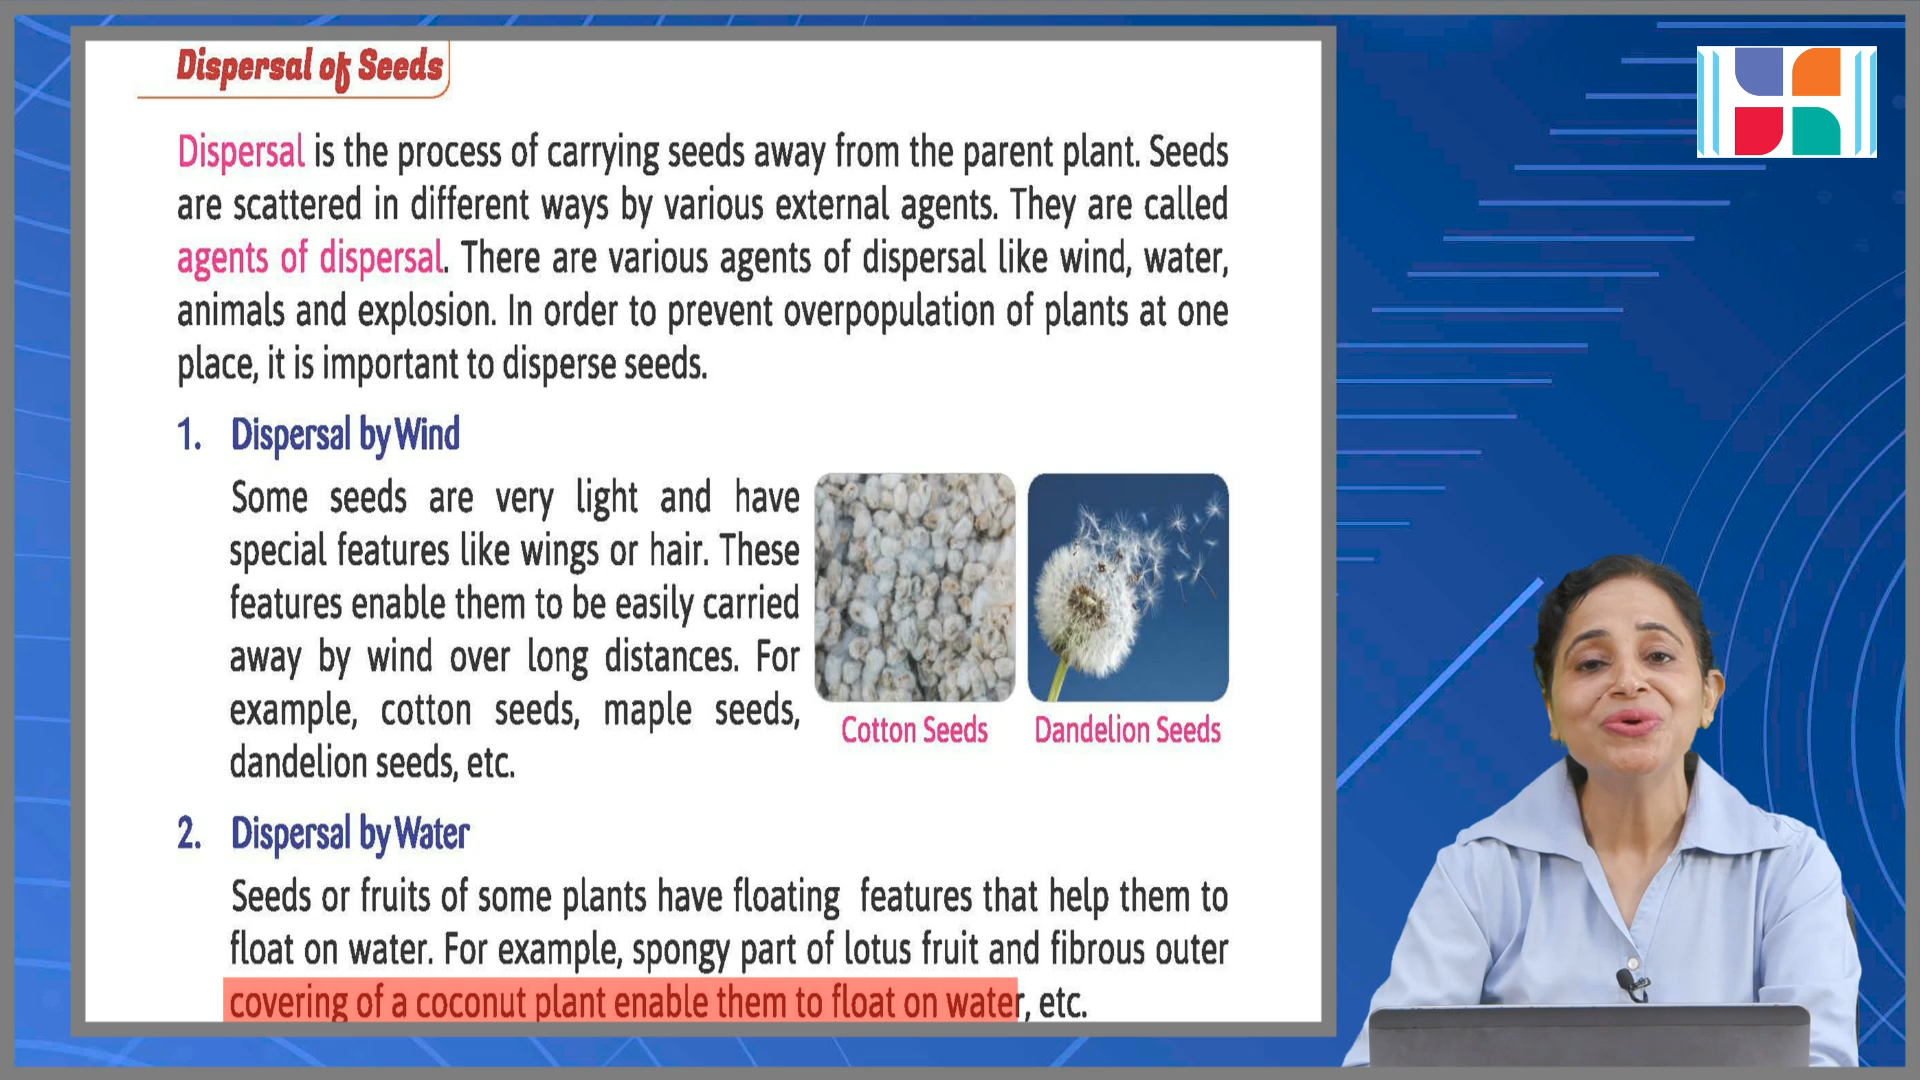 Dispersal of Seeds
Dispersal is the process of carrying seeds away from the parent plant. Seeds
are scattered in different ways by various external agents. They are called
agents of dispersal. There are various agents of dispersal like wind, water,
animals and explosion. In order to prevent overpopulation of plants at one
place, it is important to disperse seeds.
1. Dispersal by Wind
Some seeds are very light and have
special features like wings or hair. These
features enable them to be easily carried
away by wind over long distances. For
example, cotton seeds, maple seeds,
dandelion seeds, etc.
Cotton Seeds
Dandelion Seeds
2. Dispersal by Water
Seeds or fruits of some plants have floating features that help them to
float on water. For example, spongy part of lotus fruit and fibrous outer
covering of a coconut plant enable them to float on water, etc.